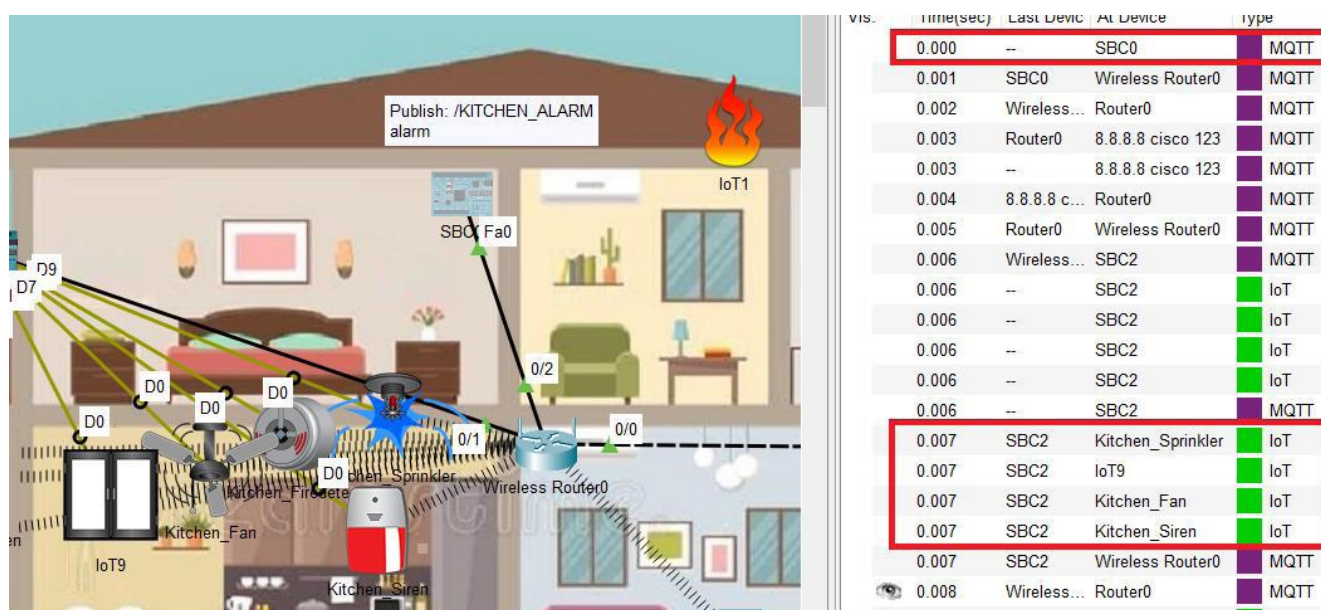 Publish: /KITCHEN_ALARM
alarm
IoT1
Fa0
D9
D7
0/2
D0
D0
D0
D0
0/1
0/0
D0
Wireless Router0
Kitchen_Fan
IoT9
Kitchen_Siren
Vis. Time(sec) Last Devic At Device Type
0.000 -- SBC0 MQTT
0.001 SBC0 Wireless Router0 MQTT
0.002 Wireless... Router0 MQTT
0.003 Router0 8.8.8.8 cisco 123 MQTT
0.003 -- 8.8.8.8 cisco 123 MQTT
0.004 8.8.8.8 c... Router0 MQTT
0.005 Router0 Wireless Router0 MQTT
0.006 Wireless... SBC2 MQTT
0.006 -- SBC2 IoT
0.006 -- SBC2 IoT
0.006 -- SBC2 IoT
0.006 -- SBC2 IoT
0.006 -- SBC2 MQTT
0.007 SBC2 Kitchen_Sprinkler IoT
0.007 SBC2 IoT9 IoT
0.007 SBC2 Kitchen_Fan IoT
0.007 SBC2 Kitchen_Siren IoT
0.007 SBC2 Wireless Router0 MQTT
0.008 Wireless... Router0 MQTT